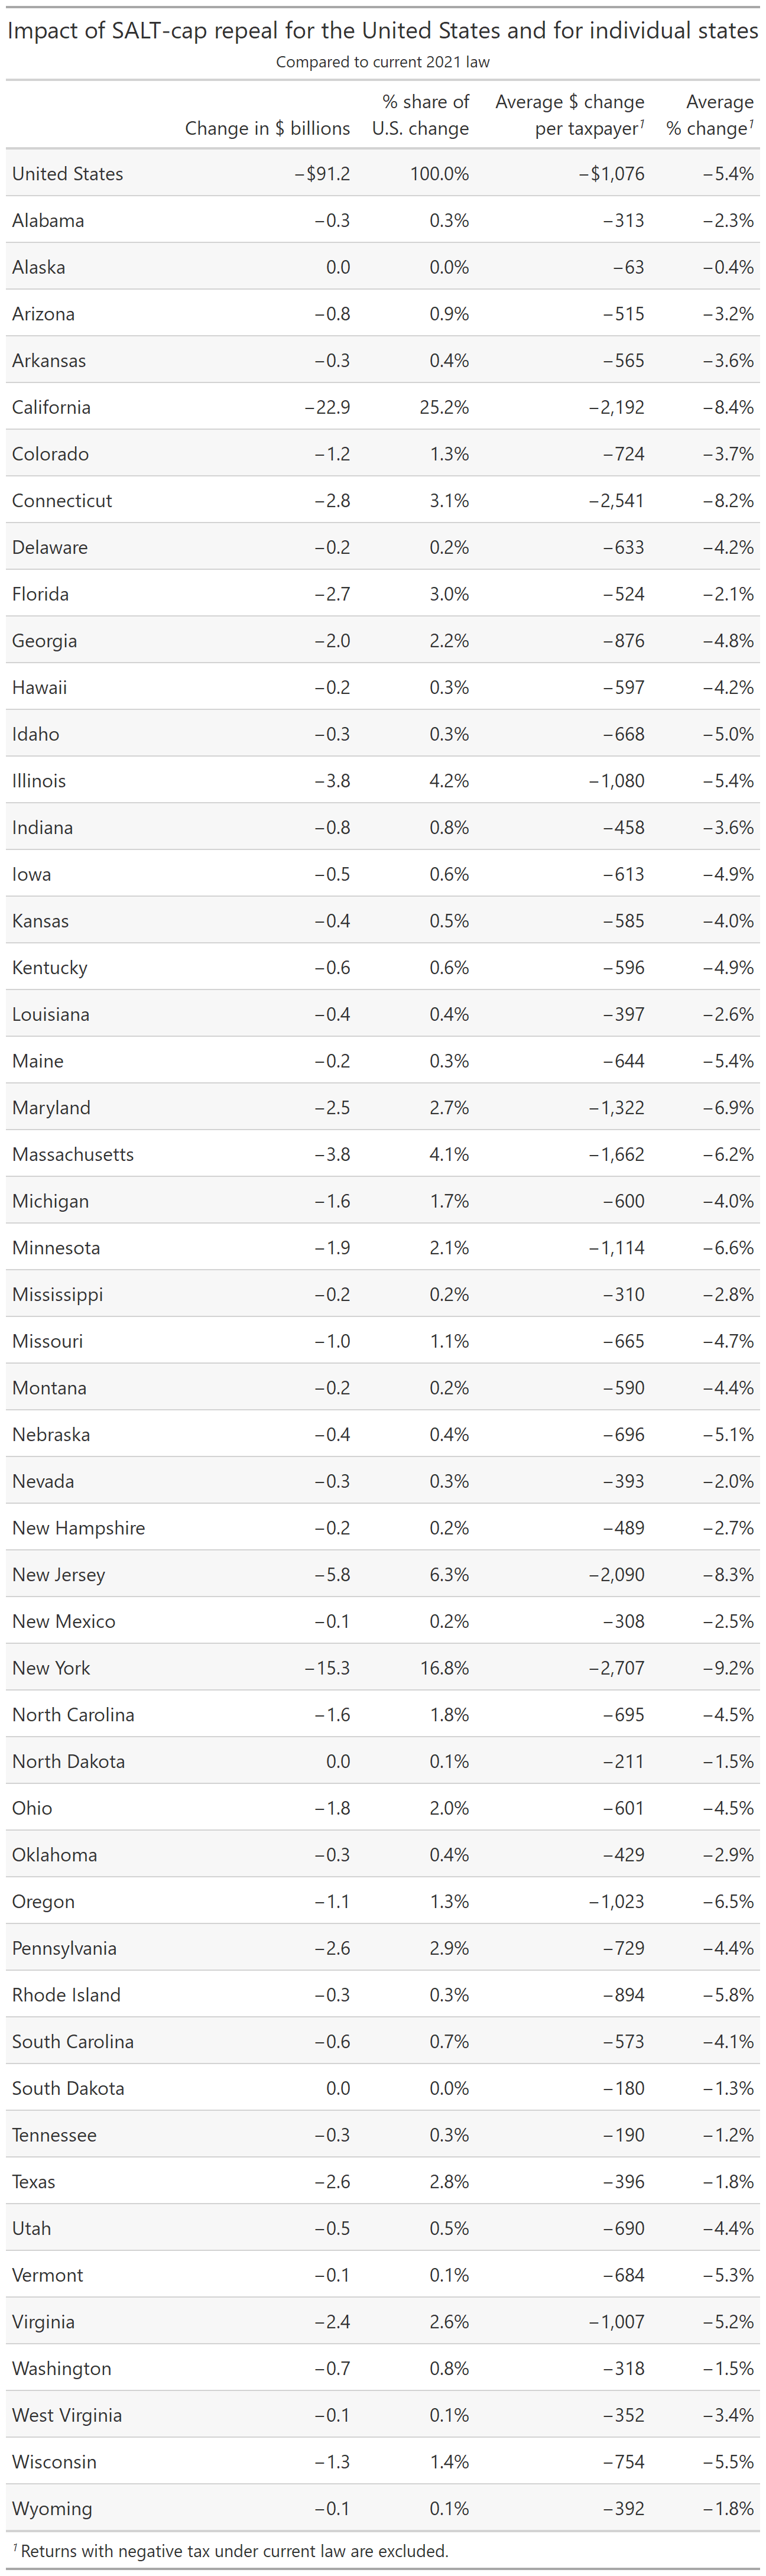 Impact of SALT-cap repeal for the United States and for individual states
Compared to current 2021 law
% share of Average $ change Average
Change in $ billions U.S. change per taxpayer¹ % change¹
United States −$91.2 100.0% −$1,076 −5.4%
Alabama −0.3 0.3% −313 −2.3%
Alaska 0.0 0.0% −63 −0.4%
Arizona −0.8 0.9% −515 −3.2%
Arkansas −0.3 0.4% −565 −3.6%
California −22.9 25.2% −2,192 −8.4%
Colorado −1.2 1.3% −724 −3.7%
Connecticut −2.8 3.1% −2,541 −8.2%
Delaware −0.2 0.2% −633 −4.2%
Florida −2.7 3.0% −524 −2.1%
Georgia −2.0 2.2% −876 −4.8%
Hawaii −0.2 0.3% −597 −4.2%
Idaho −0.3 0.3% −668 −5.0%
Illinois −3.8 4.2% −1,080 −5.4%
Indiana −0.8 0.8% −458 −3.6%
Iowa −0.5 0.6% −613 −4.9%
Kansas −0.4 0.5% −585 −4.0%
Kentucky −0.6 0.6% −596 −4.9%
Louisiana −0.4 0.4% −397 −2.6%
Maine −0.2 0.3% −644 −5.4%
Maryland −2.5 2.7% −1,322 −6.9%
Massachusetts −3.8 4.1% −1,662 −6.2%
Michigan −1.6 1.7% −600 −4.0%
Minnesota −1.9 2.1% −1,114 −6.6%
Mississippi −0.2 0.2% −310 −2.8%
Missouri −1.0 1.1% −665 −4.7%
Montana −0.2 0.2% −590 −4.4%
Nebraska −0.4 0.4% −696 −5.1%
Nevada −0.3 0.3% −393 −2.0%
New Hampshire −0.2 0.2% −489 −2.7%
New Jersey −5.8 6.3% −2,090 −8.3%
New Mexico −0.1 0.2% −308 −2.5%
New York −15.3 16.8% −2,707 −9.2%
North Carolina −1.6 1.8% −695 −4.5%
North Dakota 0.0 0.1% −211 −1.5%
Ohio −1.8 2.0% −601 −4.5%
Oklahoma −0.3 0.4% −429 −2.9%
Oregon −1.1 1.3% −1,023 −6.5%
Pennsylvania −2.6 2.9% −729 −4.4%
Rhode Island −0.3 0.3% −894 −5.8%
South Carolina −0.6 0.7% −573 −4.1%
South Dakota 0.0 0.0% −180 −1.3%
Tennessee −0.3 0.3% −190 −1.2%
Texas −2.6 2.8% −396 −1.8%
Utah −0.5 0.5% −690 −4.4%
Vermont −0.1 0.1% −684 −5.3%
Virginia −2.4 2.6% −1,007 −5.2%
Washington −0.7 0.8% −318 −1.5%
West Virginia −0.1 0.1% −352 −3.4%
Wisconsin −1.3 1.4% −754 −5.5%
Wyoming −0.1 0.1% −392 −1.8%
¹ Returns with negative tax under current law are excluded.